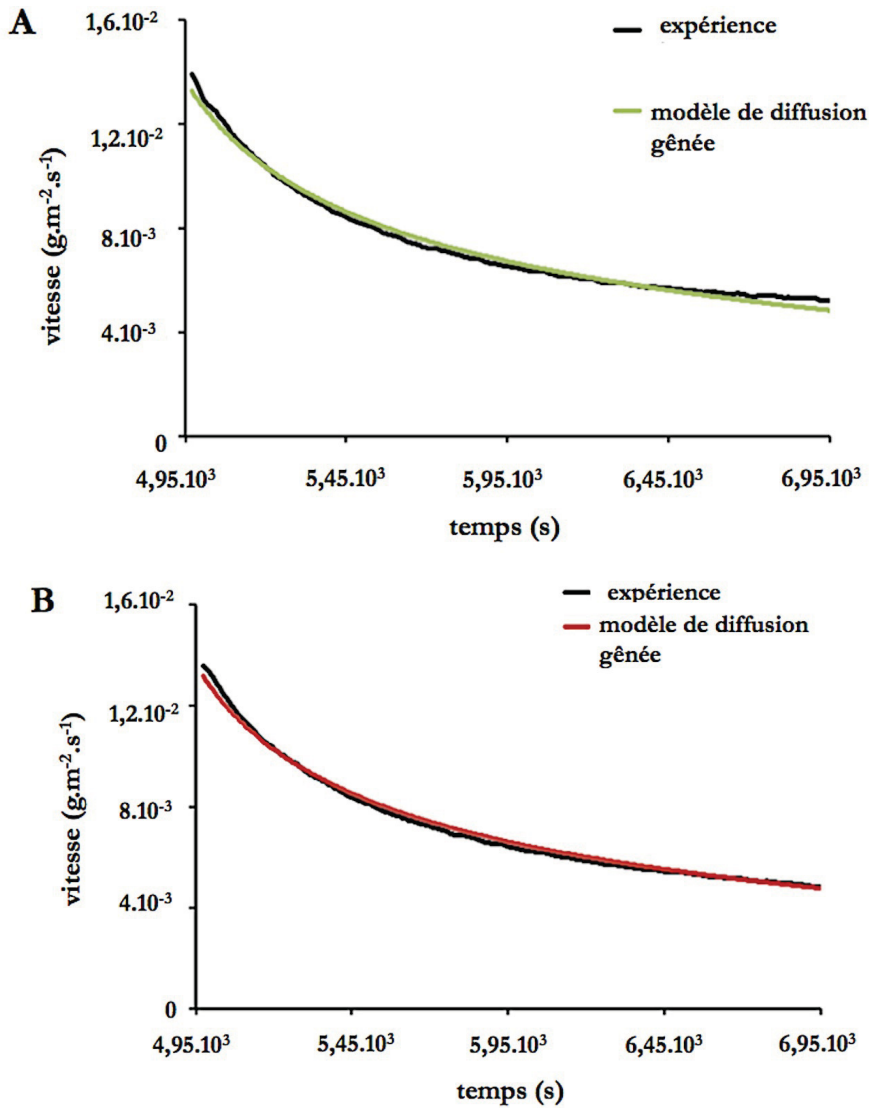 A
1,6.10⁻²
1,2.10⁻²
8.10⁻³
4.10⁻³
0
vitesse (g.m⁻².s⁻¹)
expérience
modèle de diffusion
gênée
4,95.10³ 5,45.10³ 5,95.10³ 6,45.10³ 6,95.10³
temps (s)
B
1,6.10⁻²
1,2.10⁻²
8.10⁻³
4.10⁻³
0
vitesse (g.m⁻².s⁻¹)
expérience
modèle de diffusion
gênée
4,95.10³ 5,45.10³ 5,95.10³ 6,45.10³ 6,95.10³
temps (s)